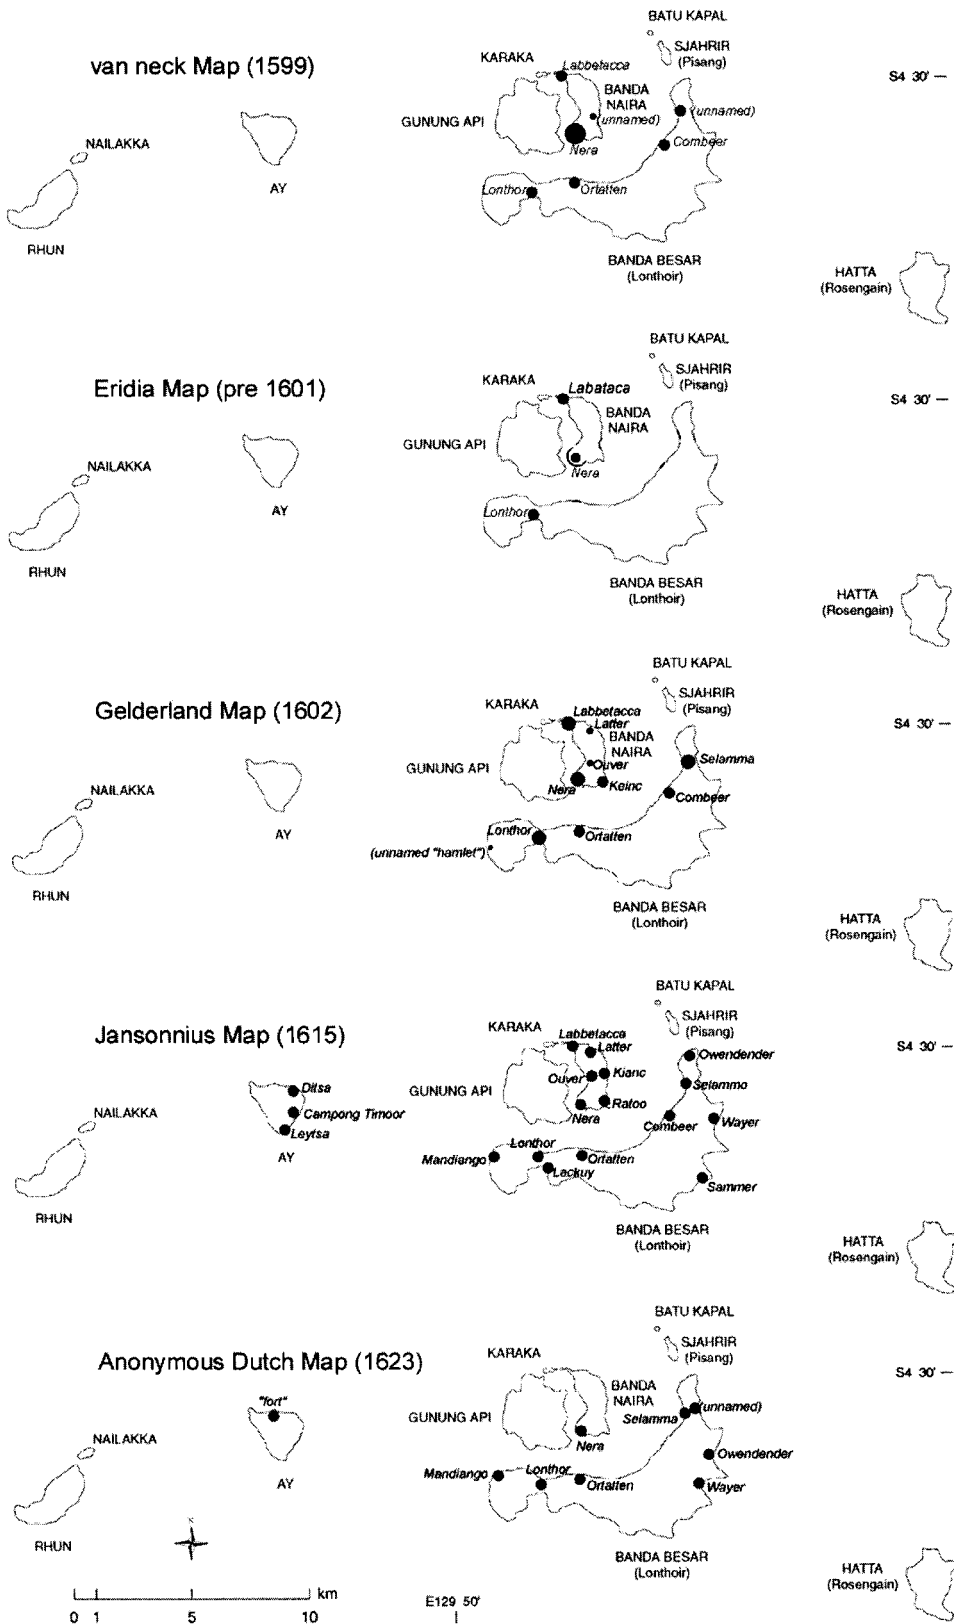 BATU KAPAL
van neck Map (1599)
SJAHRIR
(Pisang)
KARAKA
Labbetacca
S4 30'
BANDA
NAIRA
(unnamed)
GUNUNG API
(unnamed)
NAILAKKA
Nera
Combeer
AY
Lonthor
Ortatten
RHUN
BANDA BESAR
(Lonthoir)
HATTA
(Rosengain)
BATU KAPAL
Eridia Map (pre 1601)
SJAHRIR
(Pisang)
KARAKA
Labataca
S4 30'
BANDA
NAIRA
GUNUNG API
NAILAKKA
Nera
AY
Lonthor
RHUN
BANDA BESAR
(Lonthoir)
HATTA
(Rosengain)
BATU KAPAL
Gelderland Map (1602)
SJAHRIR
(Pisang)
KARAKA
Labbetacca
Latter
S4 30'
BANDA
NAIRA
Ouver
GUNUNG API
Selamma
NAILAKKA
Nera
Keinc
Combeer
AY
Lonthor
Ortatten
(unnamed "hamlet")
RHUN
BANDA BESAR
(Lonthoir)
HATTA
(Rosengain)
BATU KAPAL
Jansonnius Map (1615)
SJAHRIR
(Pisang)
KARAKA
Labbetacca
Latter
Owendender
S4 30'
GUNUNG API
Ouver
Kianc
Selammo
Ditsa
NAILAKKA
Campong Timoor
Nera
Ratoo
Combeer
Wayer
Leytsa
AY
Mandiango
Lonthor
Ortatten
Lackuy
Sammer
RHUN
BANDA BESAR
(Lonthoir)
HATTA
(Rosengain)
BATU KAPAL
Anonymous Dutch Map (1623)
SJAHRIR
(Pisang)
KARAKA
S4 30'
"fort"
BANDA
NAIRA
GUNUNG API
Selamma
(unnamed)
NAILAKKA
Nera
Owendender
AY
Mandiango
Lonthor
Ortatten
Wayer
N
RHUN
BANDA BESAR
(Lonthoir)
HATTA
(Rosengain)
km
0 1 5 10
E129 50'